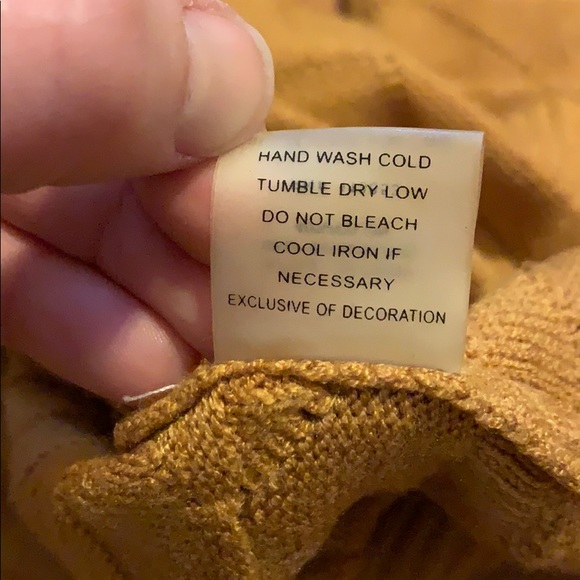 HAND WASH COLD
TUMBLE DRY LOW
DO NOT BLEACH
COOL IRON IF
NECESSARY
EXCLUSIVE OF DECORATION